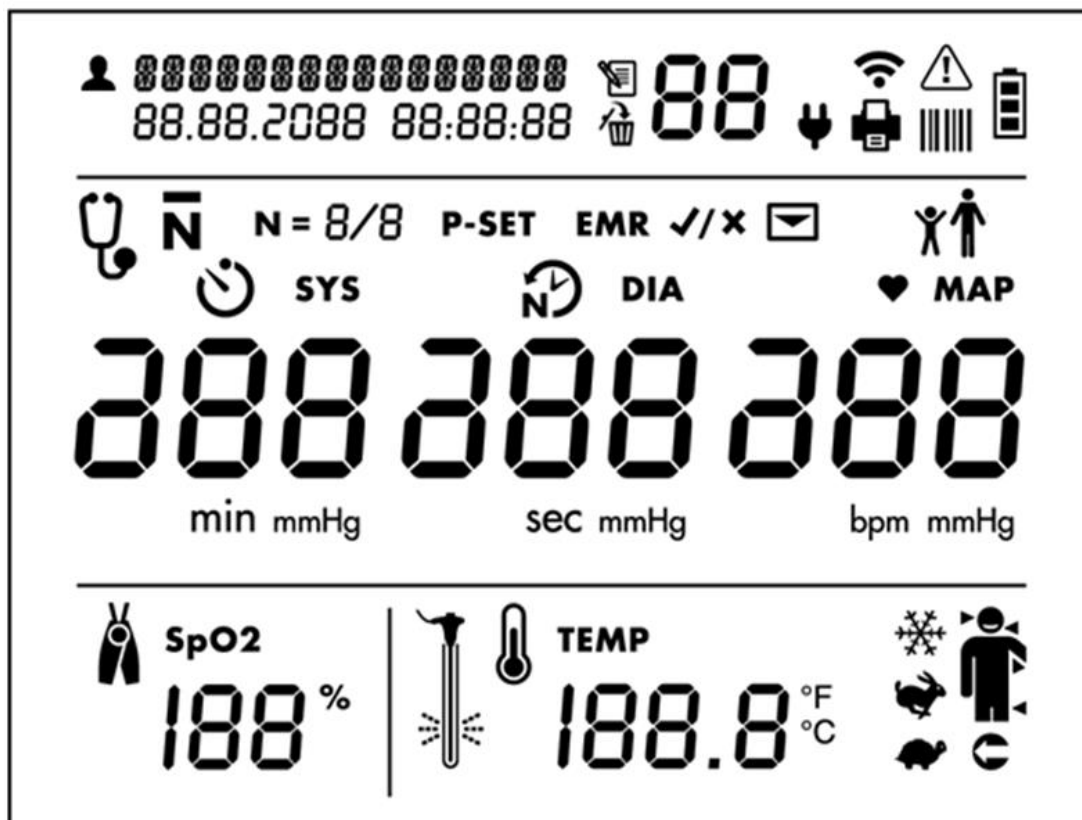 88
88.88.2088 88:88:88
N
N = 8/8 P-SET EMR ✓/✗
SYS DIA MAP
N
288 288 288
min mmHg sec mmHg bpm mmHg
SpO2 TEMP
188 % 188.8 °F
°C